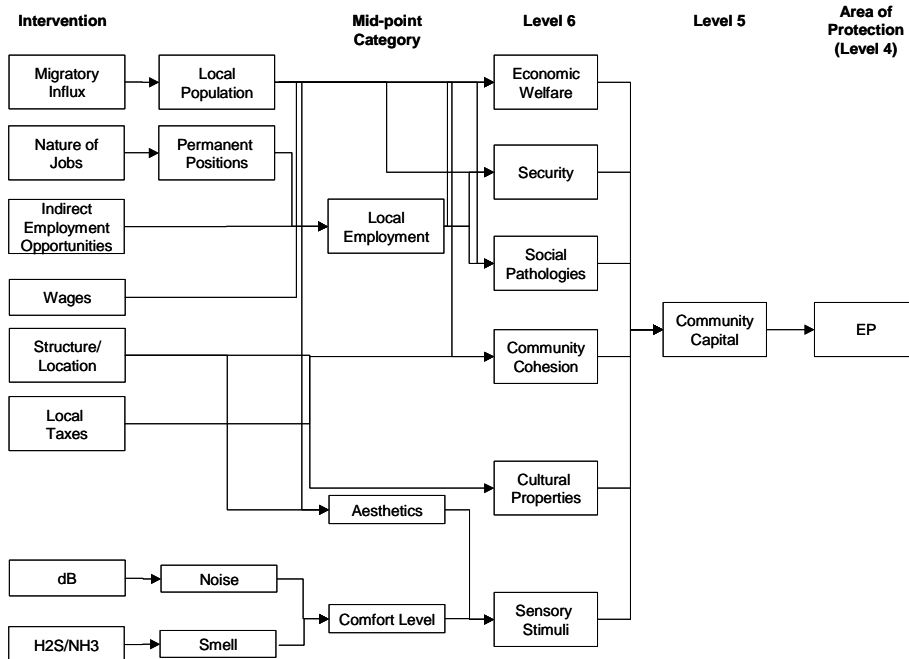 Intervention
Mid-point
Category
Level 6
Level 5
Area of
Protection
(Level 4)
Migratory
Influx
Local
Population
Economic
Welfare
Nature of
Jobs
Permanent
Positions
Security
Indirect
Employment
Opportunities
Local
Employment
Social
Pathologies
Wages
Structure/
Location
Community
Cohesion
Community
Capital
EP
Local
Taxes
Cultural
Properties
Aesthetics
dB
Noise
Comfort Level
Sensory
Stimuli
H2S/NH3
Smell